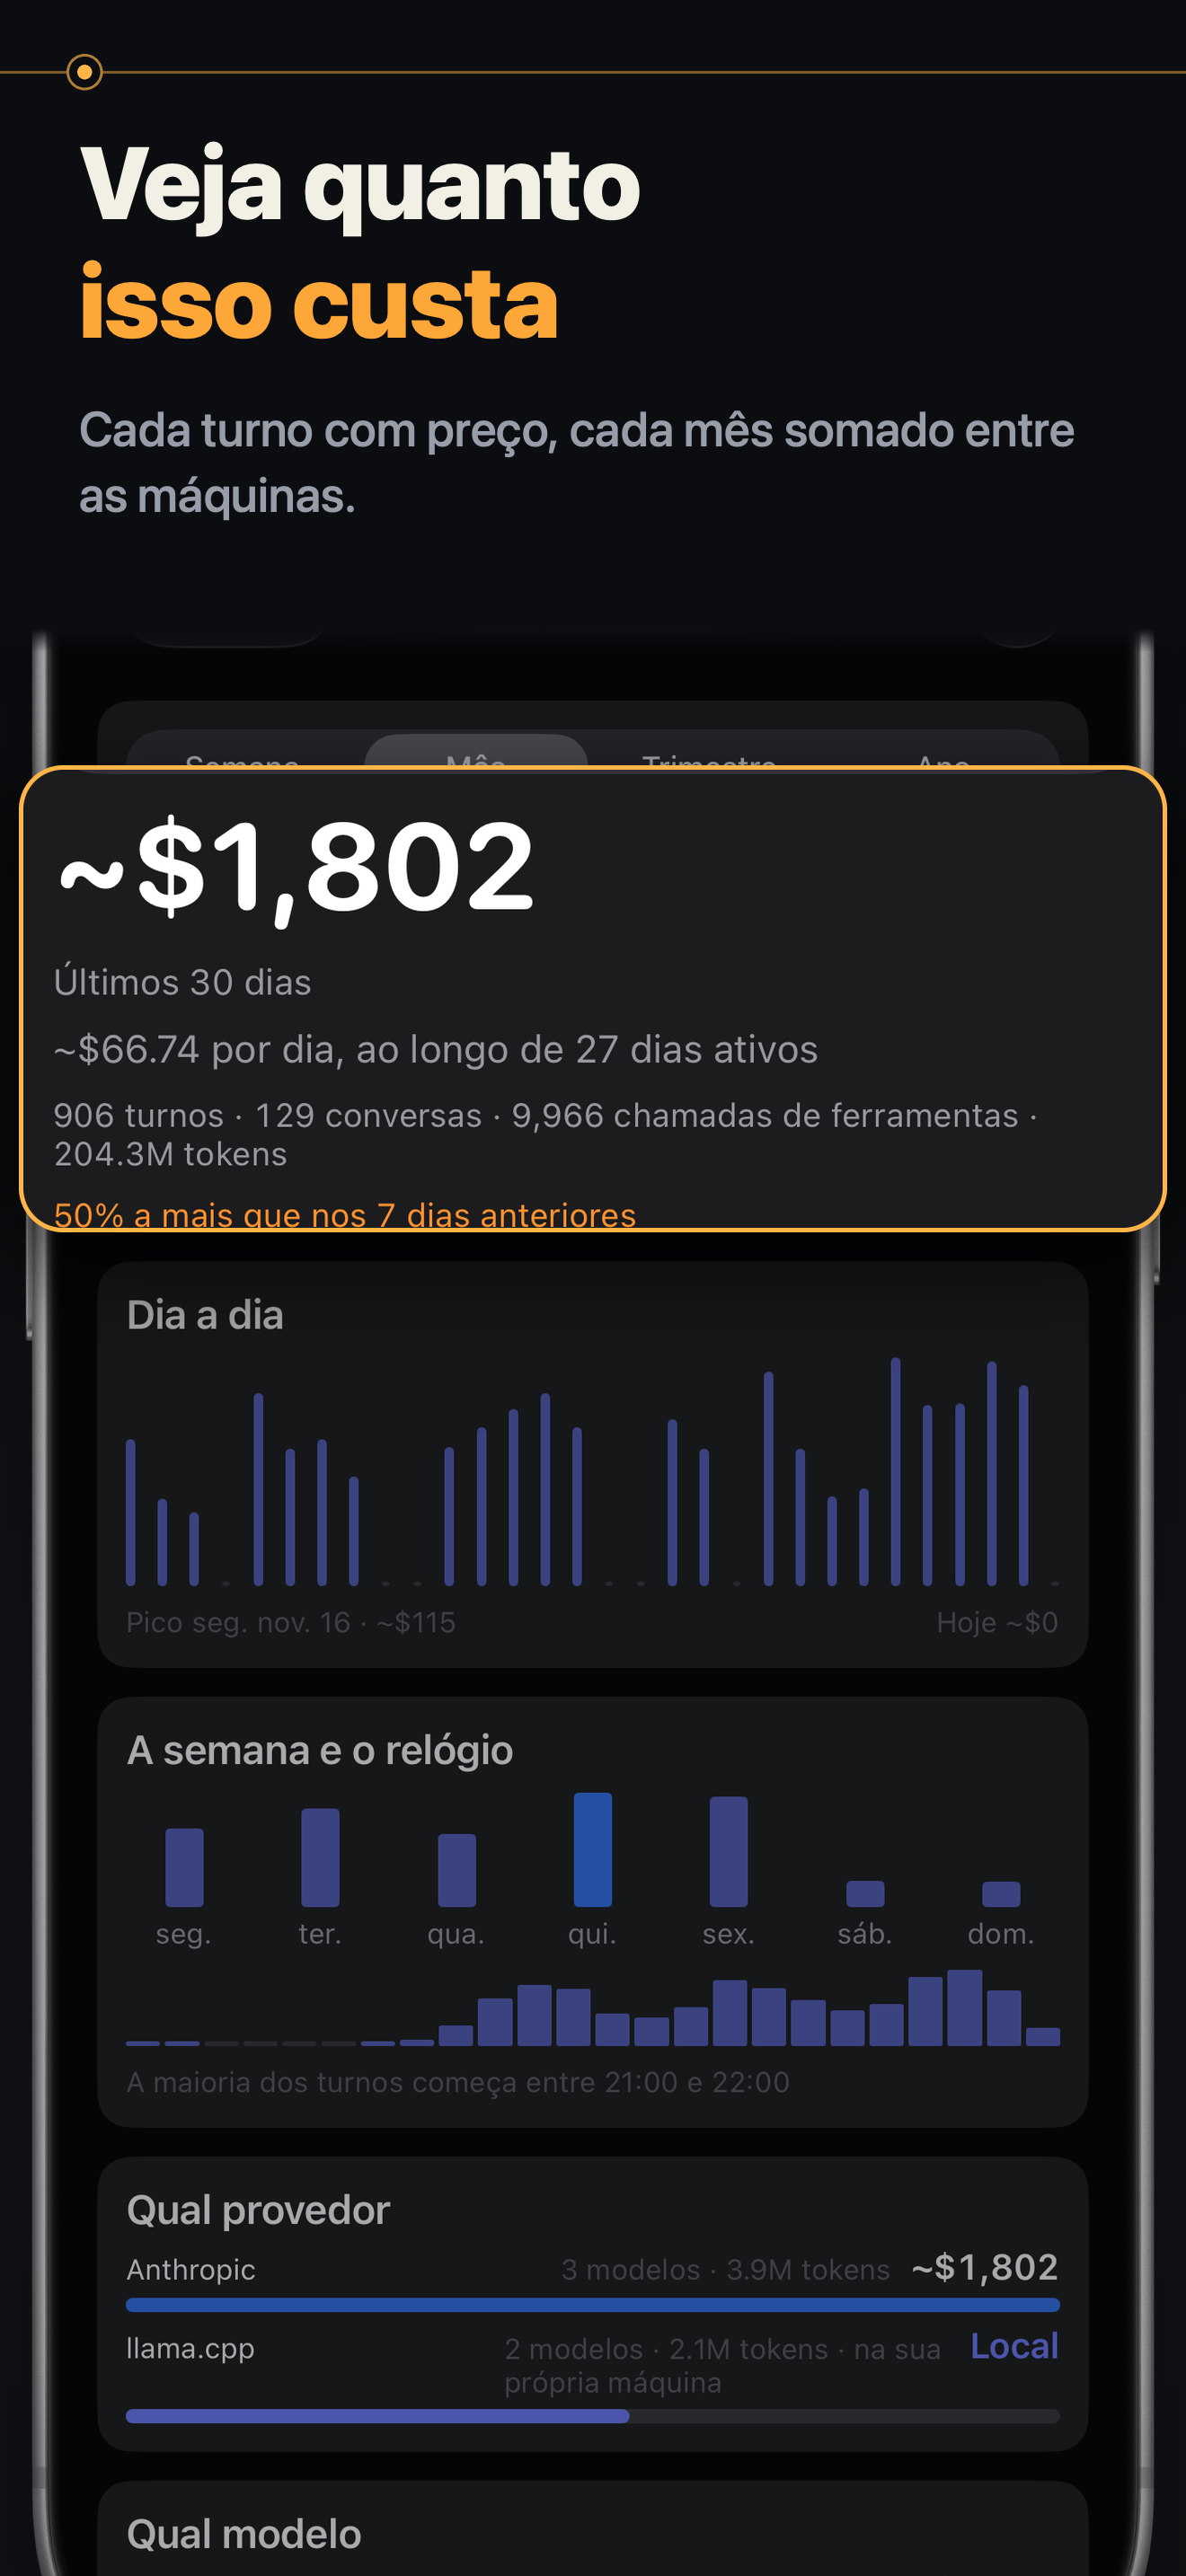 Veja quanto
isso custa
Cada turno com preço, cada mês somado entre
as máquinas.
Semana Mês Trimestre Ano
~$1,802
Últimos 30 dias
~$66.74 por dia, ao longo de 27 dias ativos
906 turnos · 129 conversas · 9,966 chamadas de ferramentas ·
204.3M tokens
50% a mais que nos 7 dias anteriores
Dia a dia
Pico seg. nov. 16 · ~$115 Hoje ~$0
A semana e o relógio
seg. ter. qua. qui. sex. sáb. dom.
A maioria dos turnos começa entre 21:00 e 22:00
Qual provedor
Anthropic 3 modelos · 3.9M tokens ~$1,802
llama.cpp 2 modelos · 2.1M tokens · na sua Local
própria máquina
Qual modelo